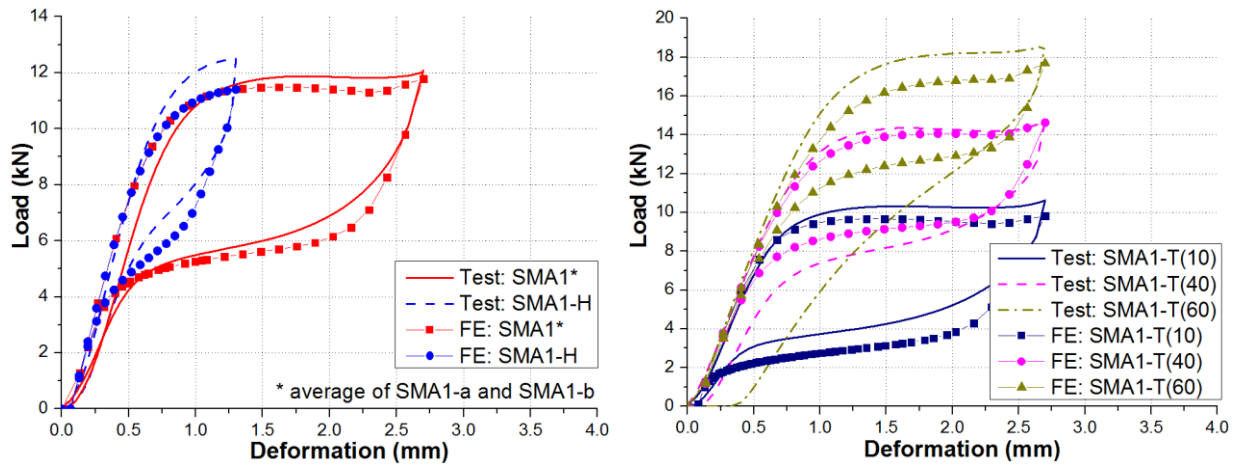 14
12
10
8
6
4
2
0
Load (kN)
0.0 0.5 1.0 1.5 2.0 2.5 3.0 3.5 4.0
Deformation (mm)
Test: SMA1*
Test: SMA1-H
FE: SMA1*
FE: SMA1-H
* average of SMA1-a and SMA1-b
20
18
16
14
12
10
8
6
4
2
0
Load (kN)
0.0 0.5 1.0 1.5 2.0 2.5 3.0 3.5 4.0
Deformation (mm)
Test: SMA1-T(10)
Test: SMA1-T(40)
Test: SMA1-T(60)
FE: SMA1-T(10)
FE: SMA1-T(40)
FE: SMA1-T(60)